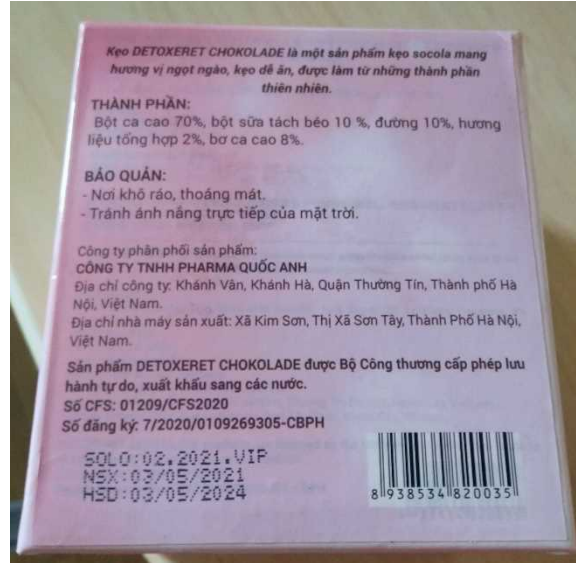 Kẹo DETOXERET CHOKOLADE là một sản phẩm kẹo socola mang
hương vị ngọt ngào, kẹo dễ ăn, được làm từ những thành phần
thiên nhiên.
THÀNH PHẦN:
Bột ca cao 70%, bột sữa tách béo 10 %, đường 10%, hương
liệu tổng hợp 2%, bơ ca cao 8%.
BẢO QUẢN:
- Nơi khô ráo, thoáng mát.
- Tránh ánh nắng trực tiếp của mặt trời.
Công ty phân phối sản phẩm:
CÔNG TY TNHH PHARMA QUỐC ANH
Địa chỉ công ty: Khánh Vân, Khánh Hà, Quận Thường Tín, Thành phố Hà
Nội, Việt Nam.
Địa chỉ nhà máy sản xuất: Xã Kim Sơn, Thị Xã Sơn Tây, Thành Phố Hà Nội,
Việt Nam.
Sản phẩm DETOXERET CHOKOLADE được Bộ Công thương cấp phép lưu
hành tự do, xuất khẩu sang các nước.
Số CFS: 01209/CFS2020
Số đăng ký: 7/2020/0109269305-CBPH
SOLO:02.2021.VIP
NSX:03/05/2021
HSD:03/05/2024
8 938534 820035